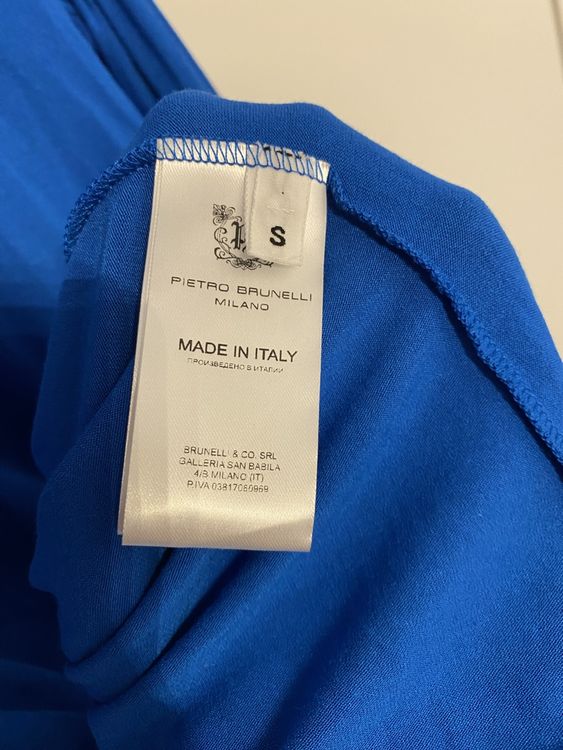 S
PIETRO BRUNELLI
MILANO
MADE IN ITALY
ПРОИЗВЕДЕНО В ИТАЛИИ
BRUNELLI & CO. SRL
GALLERIA SAN BABILA
4/B MILANO (IT)
P.IVA 03817060969